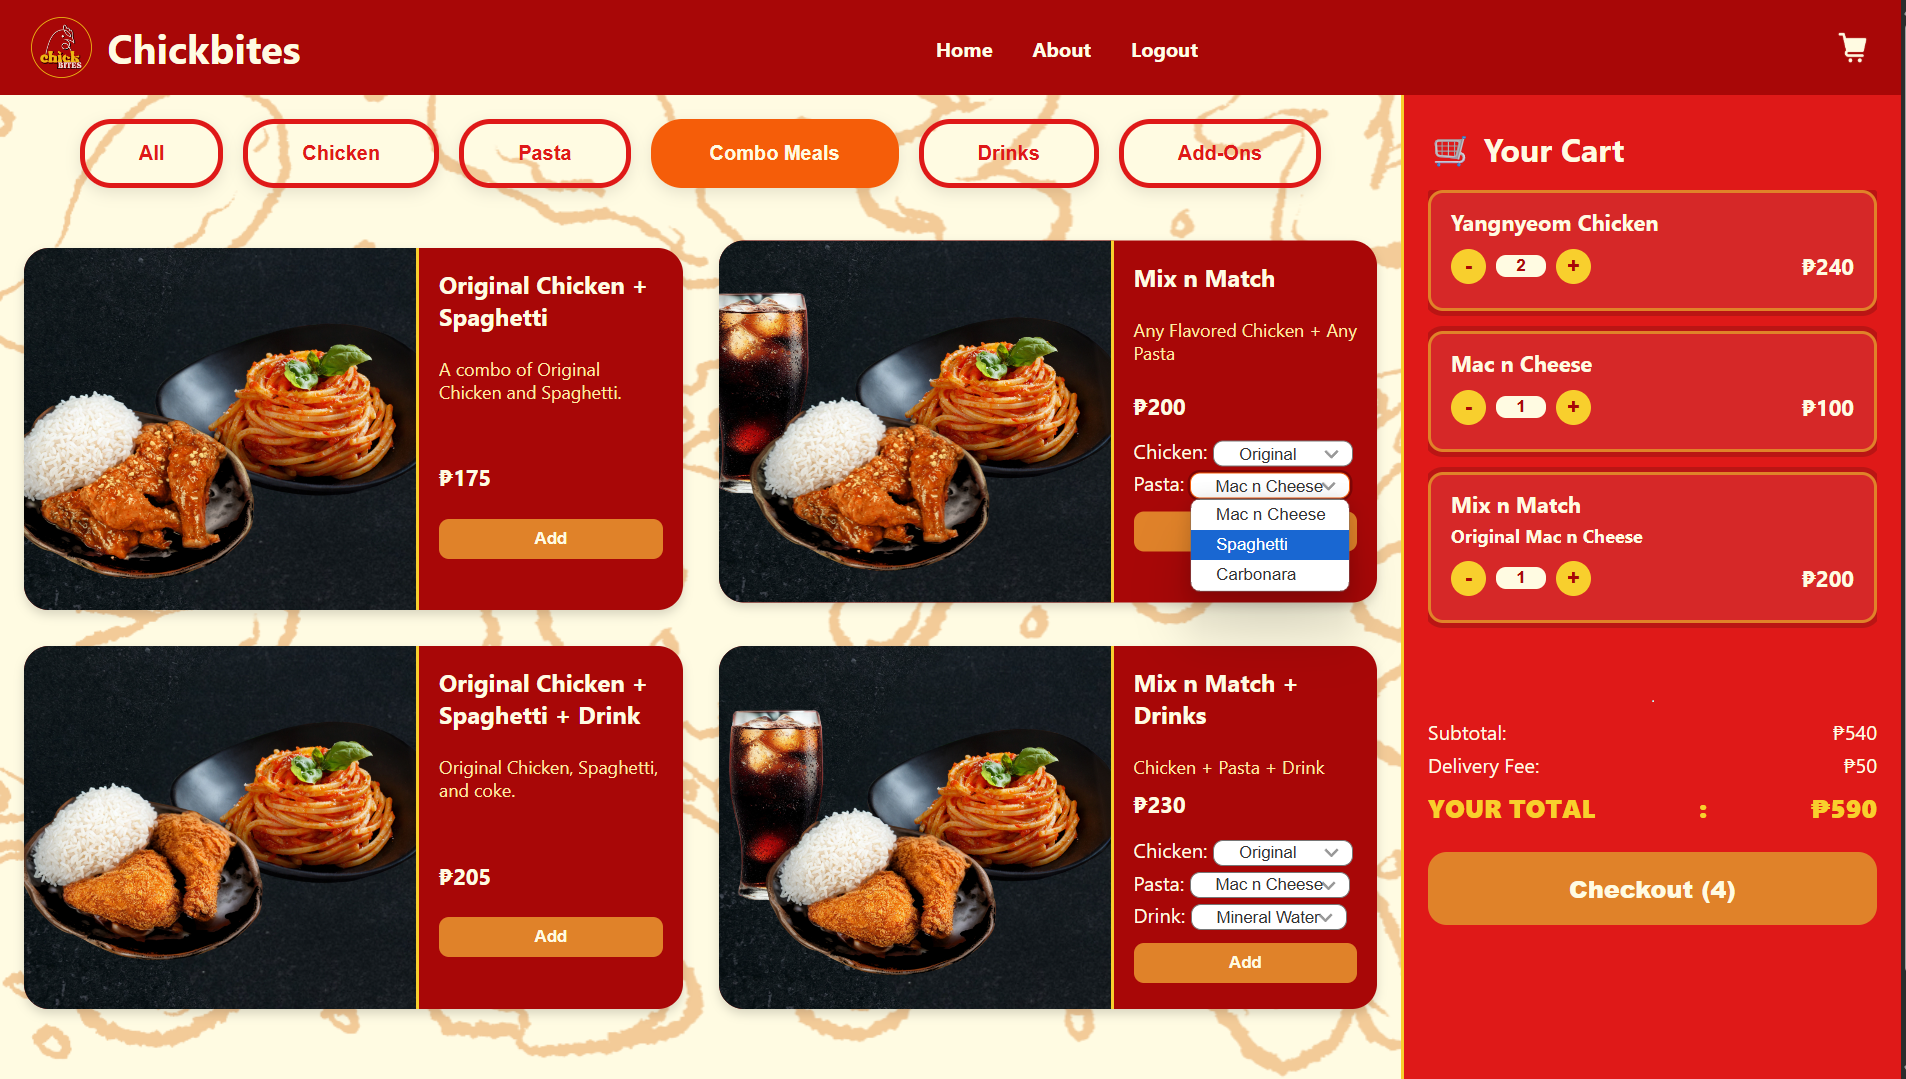 chick
BITES
Chickbites
Home
About
Logout
All
Chicken
Pasta
Combo Meals
Drinks
Add-Ons
Original Chicken +
Spaghetti
A combo of Original
Chicken and Spaghetti.
₱175
Add
Mix n Match
Any Flavored Chicken + Any
Pasta
₱200
Chicken: Original
Pasta: Mac n Cheese
Mac n Cheese
Spaghetti
Carbonara
Original Chicken +
Spaghetti + Drink
Original Chicken, Spaghetti,
and coke.
₱205
Add
Mix n Match +
Drinks
Chicken + Pasta + Drink
₱230
Chicken: Original
Pasta: Mac n Cheese
Drink: Mineral Water
Add
Your Cart
Yangnyeom Chicken
- 2 + ₱240
Mac n Cheese
- 1 + ₱100
Mix n Match
Original Mac n Cheese
- 1 + ₱200
Subtotal: ₱540
Delivery Fee: ₱50
YOUR TOTAL : ₱590
Checkout (4)